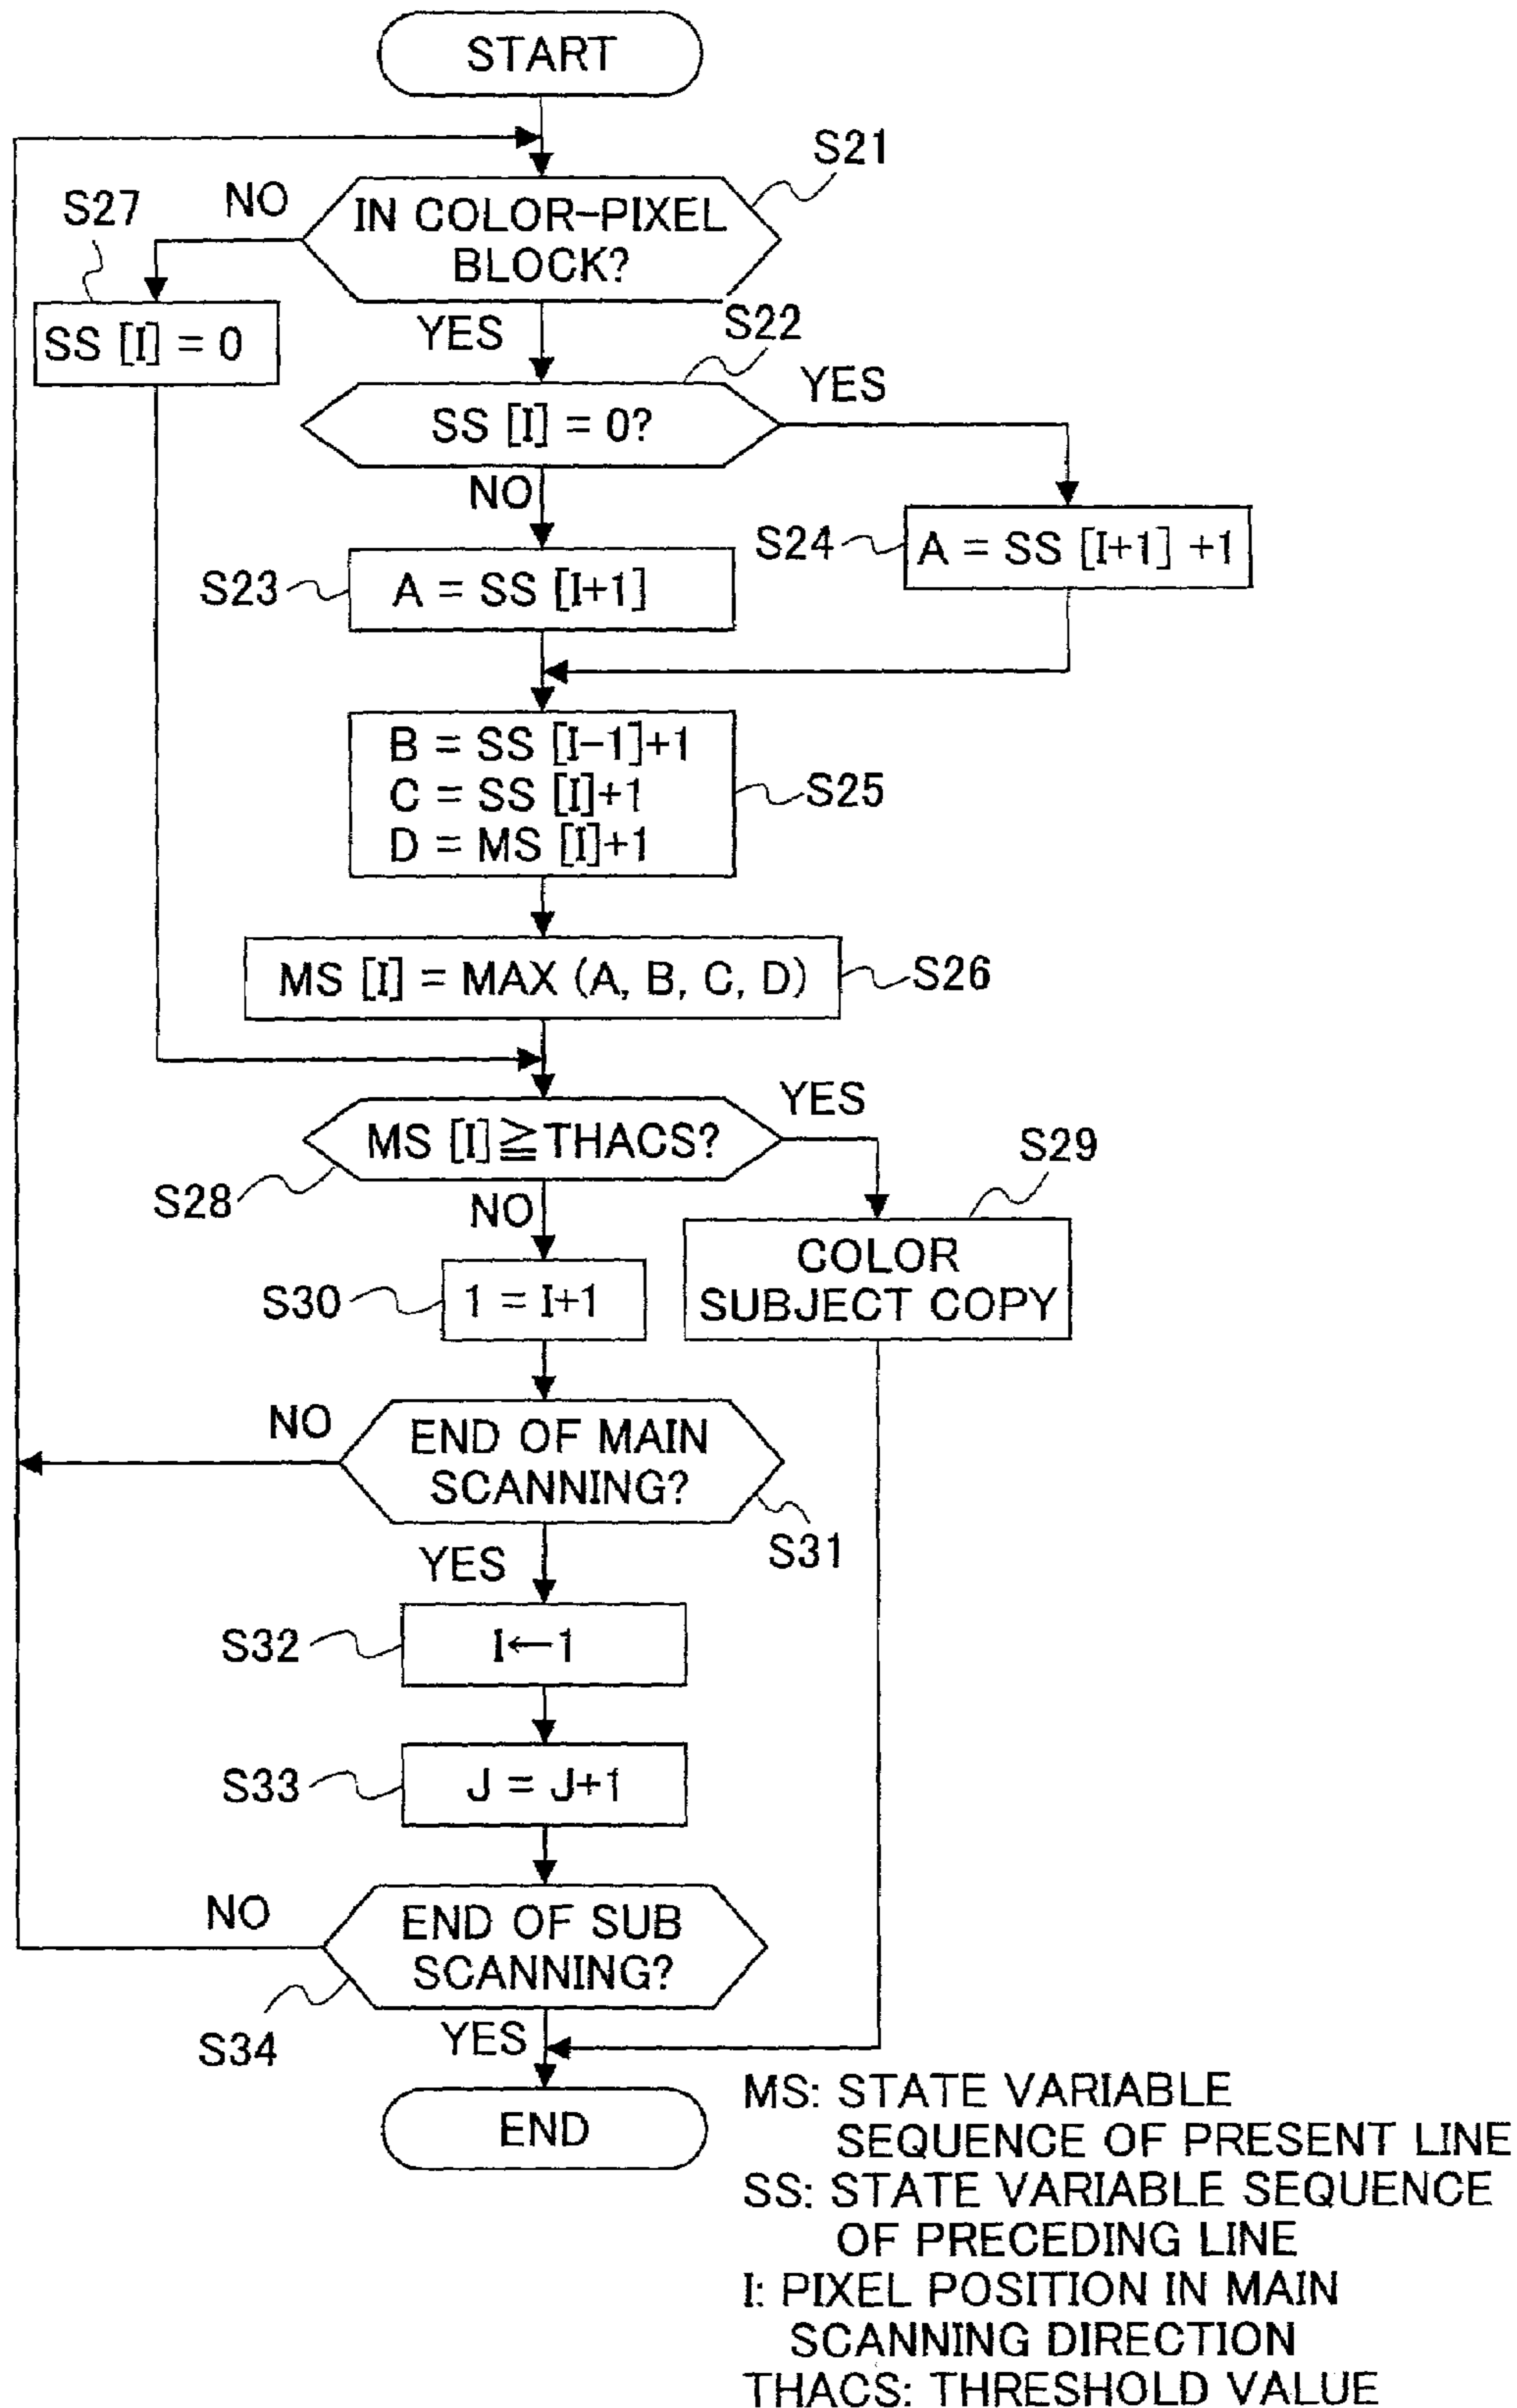 START
S21
NO
S27
IN COLOR-PIXEL
BLOCK?
SS [I] = 0
YES
S22
SS [I] = 0?
YES
NO
S24
A = SS [I+1] +1
S23
A = SS [I+1]
B = SS [I-1]+1
C = SS [I]+1
D = MS [I]+1
S25
MS [I] = MAX (A, B, C, D)
S26
MS [I]≧THACS?
YES
S28
NO
S29
COLOR
SUBJECT COPY
S30
1 = I+1
NO
END OF MAIN
SCANNING?
S31
YES
S32
I←1
S33
J = J+1
NO
END OF SUB
SCANNING?
S34
YES
END
MS: STATE VARIABLE
SEQUENCE OF PRESENT LINE
SS: STATE VARIABLE SEQUENCE
OF PRECEDING LINE
I: PIXEL POSITION IN MAIN
SCANNING DIRECTION
THACS: THRESHOLD VALUE